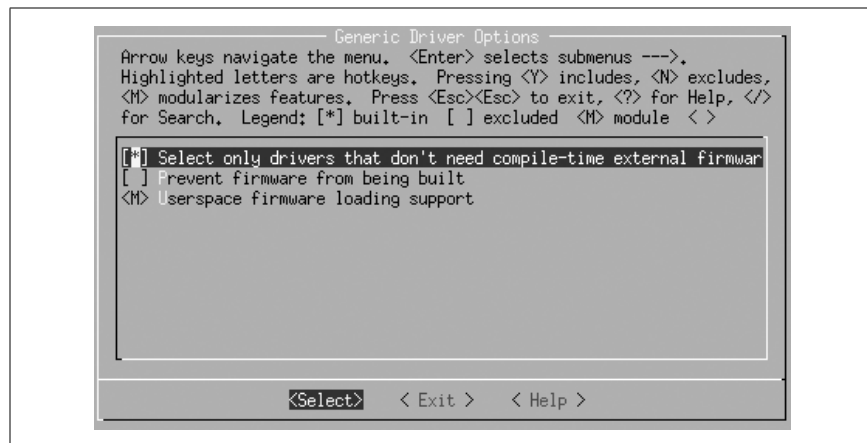 Generic Driver Options
Arrow keys navigate the menu. <Enter> selects submenus --->.
Highlighted letters are hotkeys. Pressing <Y> includes, <N> excludes,
<M> modularizes features. Press <Esc><Esc> to exit, <?> for Help, </>
for Search. Legend: [*] built-in [ ] excluded <M> module < >
[*] Select only drivers that don't need compile-time external firmwar
[ ] Prevent firmware from being built
<M> Userspace firmware loading support
<Select> < Exit > < Help >